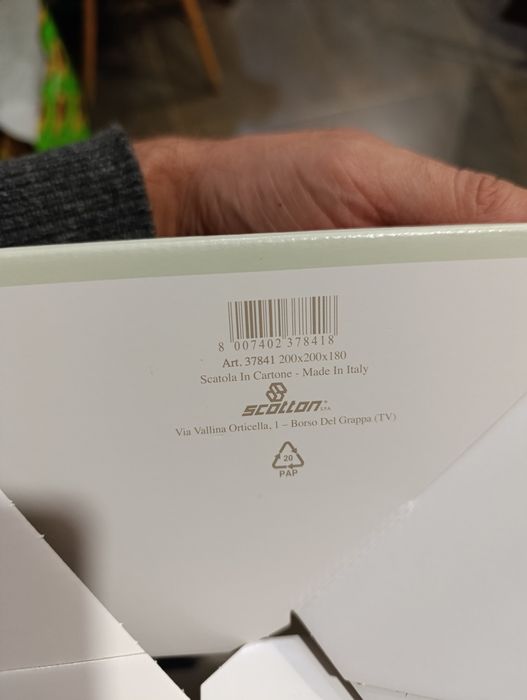 8 007402 378418
Art. 37841 200x200x180
Scatola In Cartone - Made In Italy
scotton SPA
Via Vallina Orticella, 1 – Borso Del Grappa (TV)
20
PAP